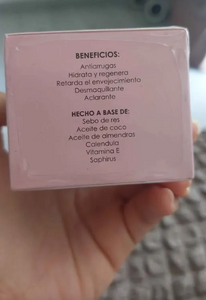 BENEFICIOS:
Antiarrugas
Hidrata y regenera
Retarda el envejecimiento
Desmaquillante
Aclarante
HECHO A BASE DE:
Sebo de res
Aceite de coco
Aceite de almendras
Calendula
Vitamina E
Saphirus